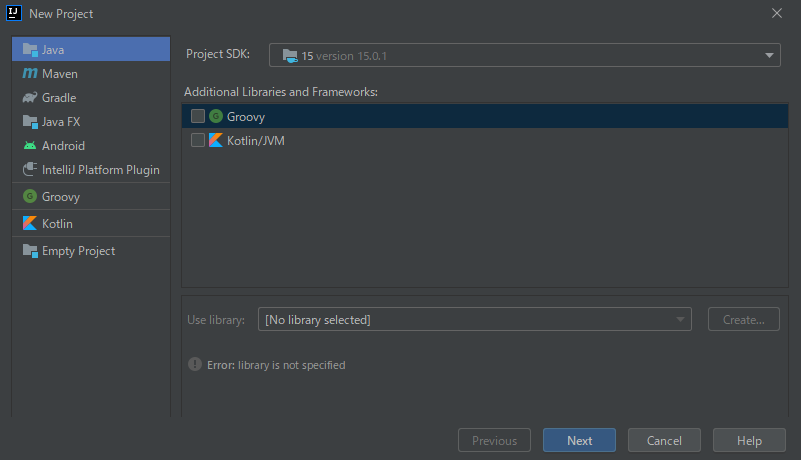 IJ New Project
Java
Maven
Gradle
Java FX
Android
IntelliJ Platform Plugin
Groovy
Kotlin
Empty Project
Project SDK: 15 version 15.0.1
Additional Libraries and Frameworks:
G Groovy
Kotlin/JVM
Use library: [No library selected] Create...
! Error: library is not specified
Previous Next Cancel Help